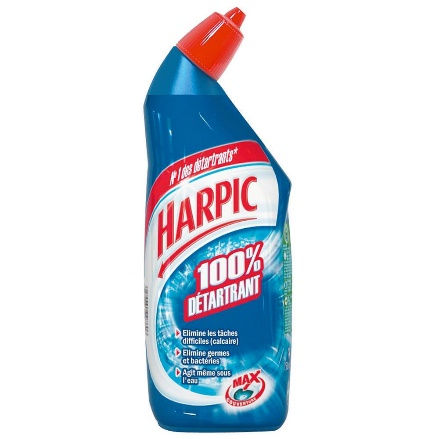 N°1 des détartrants*
HARPIC
100%
DÉTARTRANT
Elimine les tâches
difficiles (calcaire)
Elimine germes
et bactéries
Agit même sous
l'eau
MAX
COUVERTURE